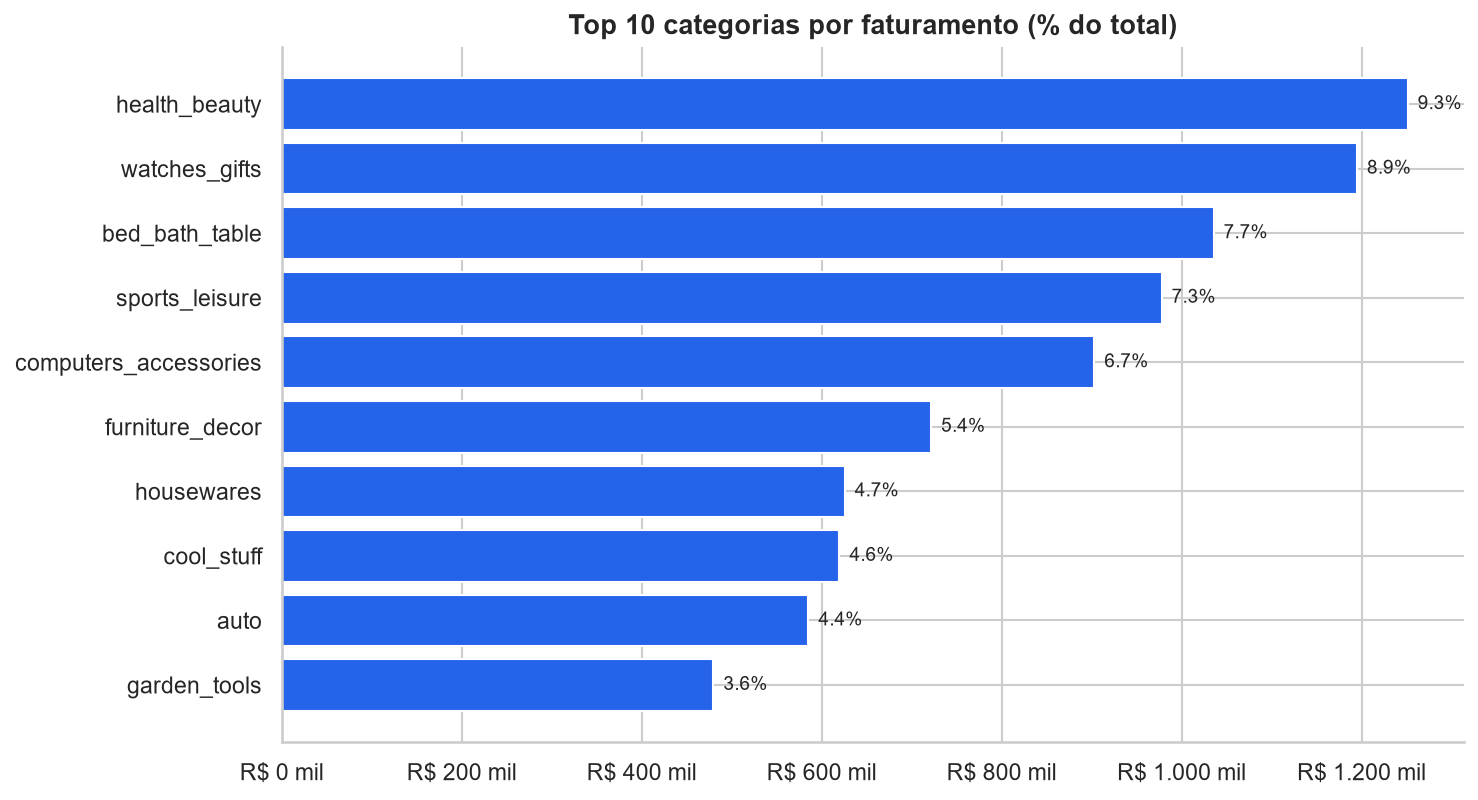 Top 10 categorias por faturamento (% do total)
health_beauty 9.3%
watches_gifts 8.9%
bed_bath_table 7.7%
sports_leisure 7.3%
computers_accessories 6.7%
furniture_decor 5.4%
housewares 4.7%
cool_stuff 4.6%
auto 4.4%
garden_tools 3.6%
R$ 0 mil R$ 200 mil R$ 400 mil R$ 600 mil R$ 800 mil R$ 1.000 mil R$ 1.200 mil